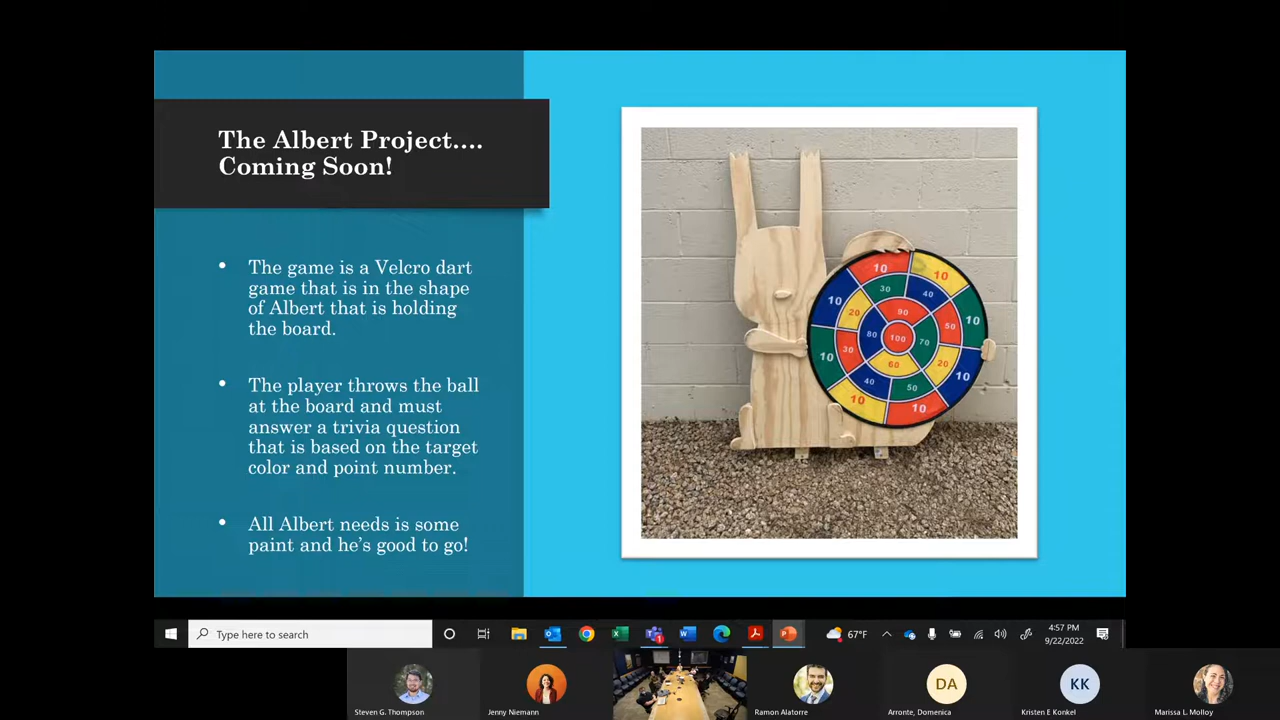 The Albert Project....
Coming Soon!
• The game is a Velcro dart
game that is in the shape
of Albert that is holding
the board.
• The player throws the ball
at the board and must
answer a trivia question
that is based on the target
color and point number.
• All Albert needs is some
paint and he's good to go!
10
10
30
40
10
20
90
50
10
80
100
70
10
30
60
20
10
40
50
10
10
Type here to search
67°F
4:57 PM
9/22/2022
DA
KK
Steven G. Thompson
Jenny Niemann
Ramon Alatorre
Arronte, Domenica
Kristen E Konkel
Marissa L. Molloy